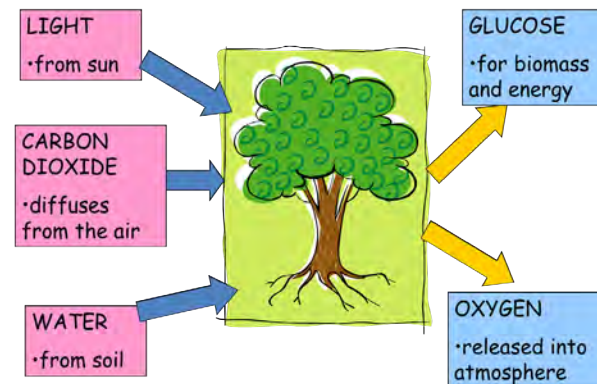 LIGHT
•from sun
CARBON
DIOXIDE
•diffuses
from the air
WATER
•from soil
GLUCOSE
•for biomass
and energy
OXYGEN
•released into
atmosphere